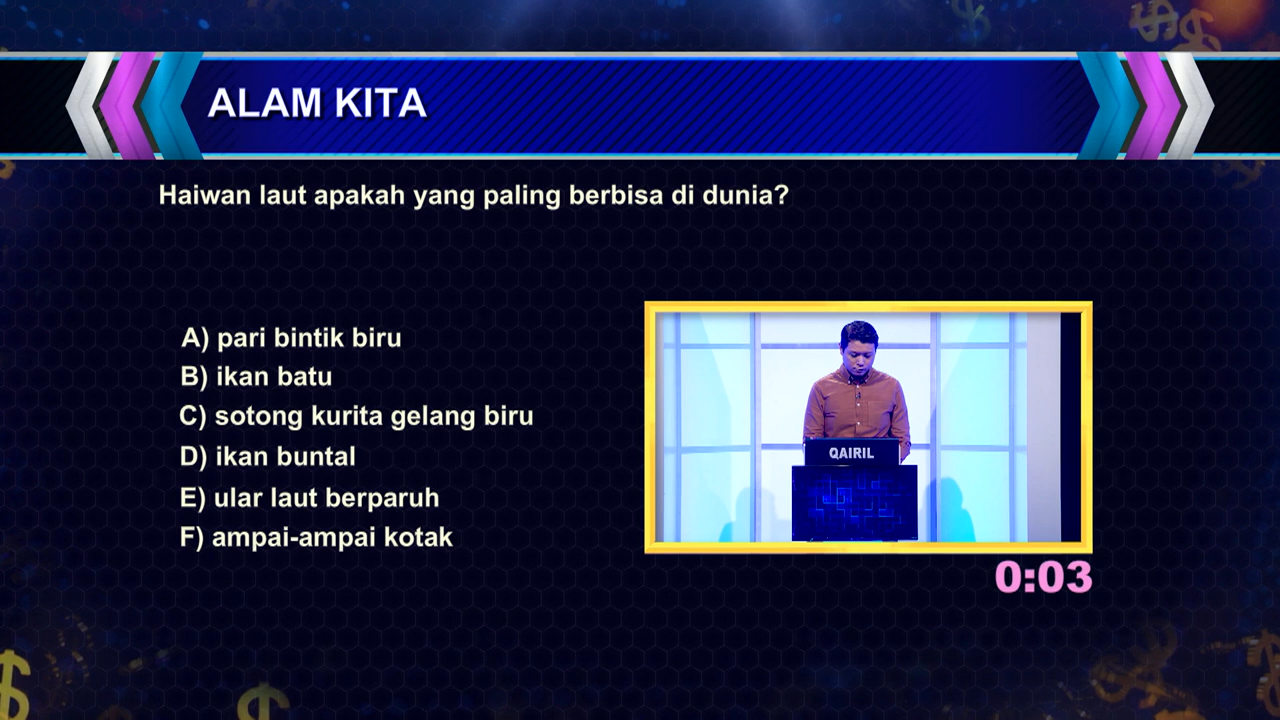 ALAM KITA
Haiwan laut apakah yang paling berbisa di dunia?
A) pari bintik biru
B) ikan batu
C) sotong kurita gelang biru
D) ikan buntal
E) ular laut berparuh
F) ampai-ampai kotak
QAIRIL
0:03